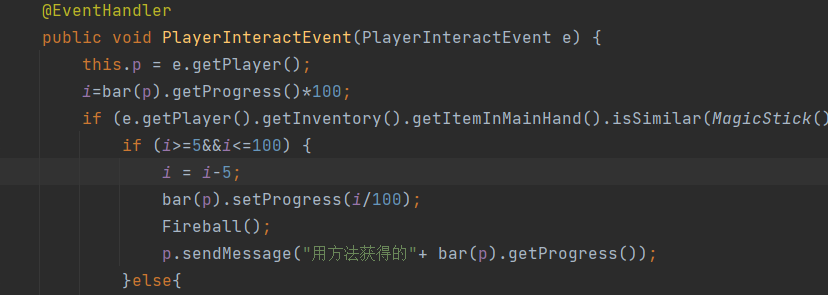 @EventHandler
public void PlayerInteractEvent(PlayerInteractEvent e) {
this.p = e.getPlayer();
i=bar(p).getProgress()*100;
if (e.getPlayer().getInventory().getItemInMainHand().isSimilar(MagicStick()
if (i>=5&&i<=100) {
i = i-5;
bar(p).setProgress(i/100);
Fireball();
p.sendMessage("用方法获得的"+ bar(p).getProgress());
}else{